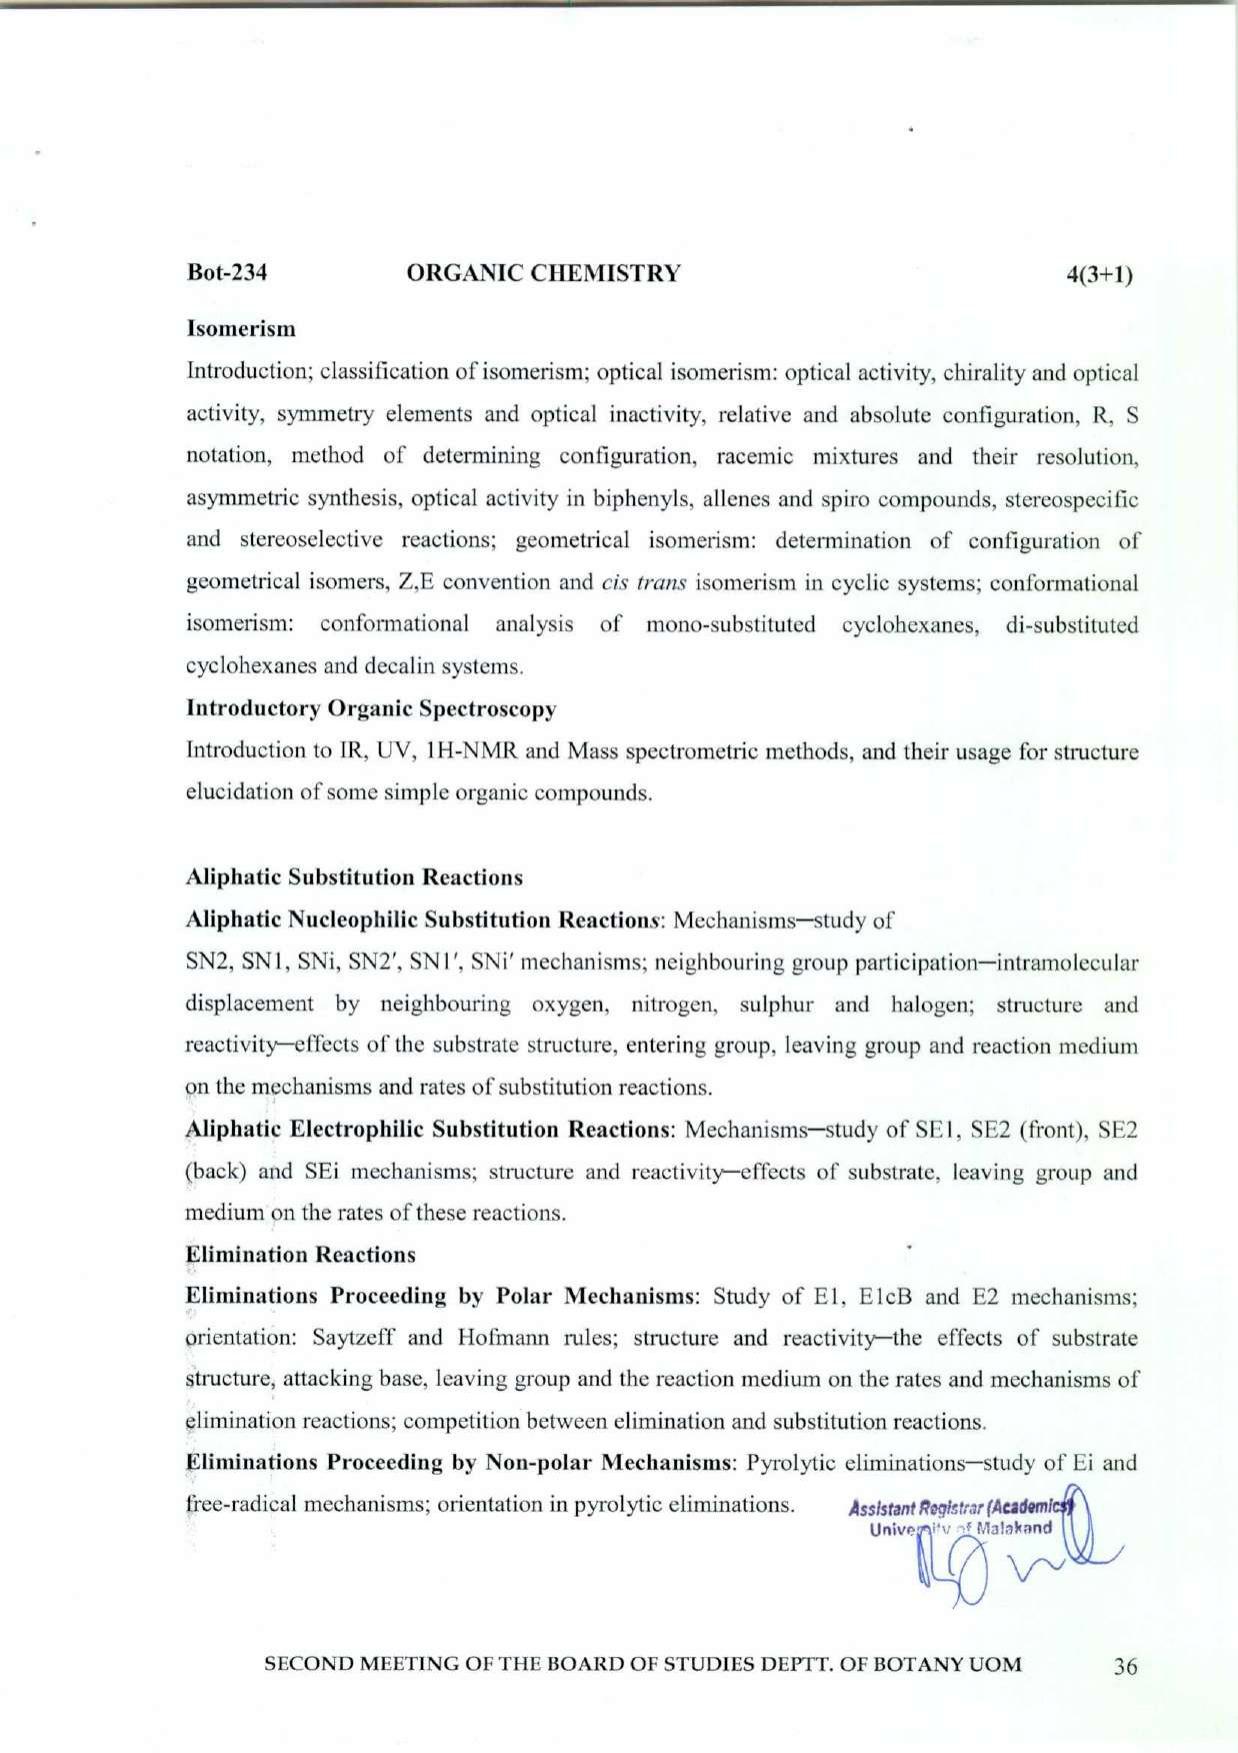 Bot-234 ORGANIC CHEMISTRY 4(3+1)
Isomerism
Introduction; classification of isomerism; optical isomerism: optical activity, chirality and optical
activity, symmetry elements and optical inactivity, relative and absolute configuration, R, S
notation, method of determining configuration, racemic mixtures and their resolution,
asymmetric synthesis, optical activity in biphenyls, allenes and spiro compounds, stereospecific
and stereoselective reactions; geometrical isomerism: determination of configuration of
geometrical isomers, Z,E convention and cis trans isomerism in cyclic systems; conformational
isomerism: conformational analysis of mono-substituted cyclohexanes, di-substituted
cyclohexanes and decalin systems.
Introductory Organic Spectroscopy
Introduction to IR, UV, 1H-NMR and Mass spectrometric methods, and their usage for structure
elucidation of some simple organic compounds.
Aliphatic Substitution Reactions
Aliphatic Nucleophilic Substitution Reactions: Mechanisms—study of
SN2, SN1, SNi, SN2′, SN1′, SNi′ mechanisms; neighbouring group participation—intramolecular
displacement by neighbouring oxygen, nitrogen, sulphur and halogen; structure and
reactivity—effects of the substrate structure, entering group, leaving group and reaction medium
on the mechanisms and rates of substitution reactions.
Aliphatic Electrophilic Substitution Reactions: Mechanisms—study of SE1, SE2 (front), SE2
(back) and SEi mechanisms; structure and reactivity—effects of substrate, leaving group and
medium on the rates of these reactions.
Elimination Reactions
Eliminations Proceeding by Polar Mechanisms: Study of E1, E1cB and E2 mechanisms;
orientation: Saytzeff and Hofmann rules; structure and reactivity—the effects of substrate
structure, attacking base, leaving group and the reaction medium on the rates and mechanisms of
elimination reactions; competition between elimination and substitution reactions.
Eliminations Proceeding by Non-polar Mechanisms: Pyrolytic eliminations—study of Ei and
free-radical mechanisms; orientation in pyrolytic eliminations.
Assistant Registrar (Academics)
University of Malakand
SECOND MEETING OF THE BOARD OF STUDIES DEPTT. OF BOTANY UOM 36